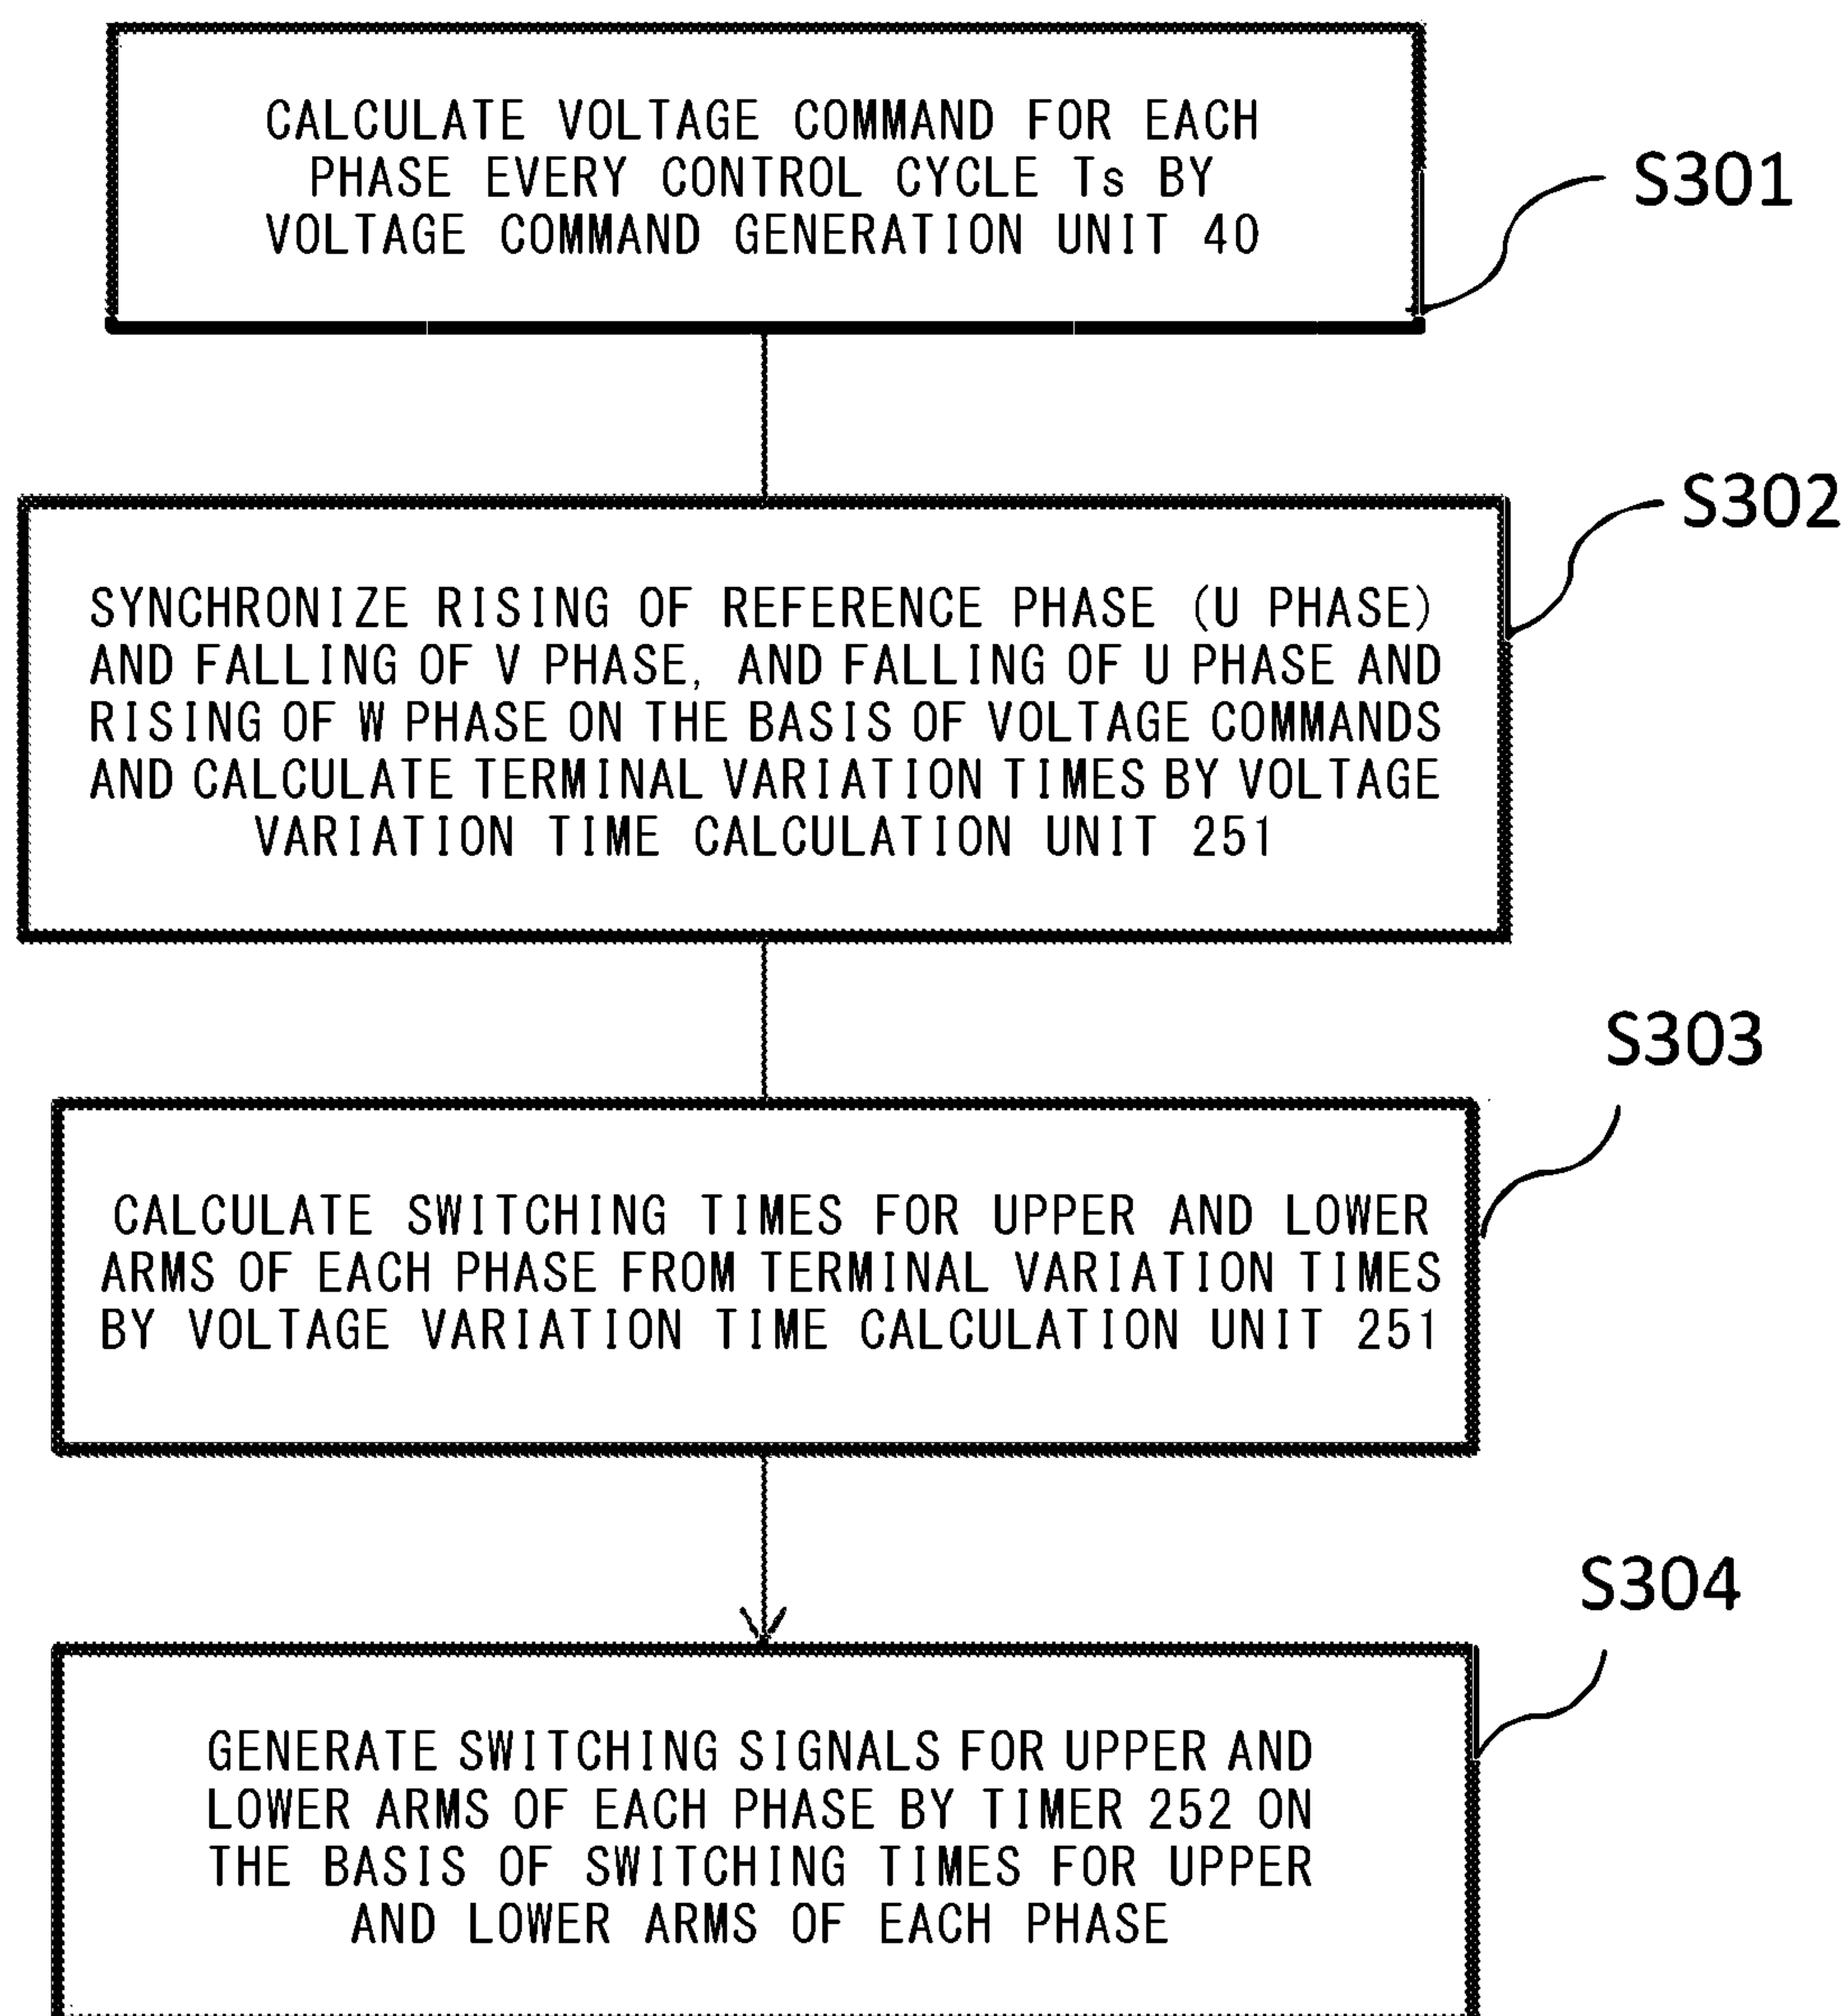 CALCULATE VOLTAGE COMMAND FOR EACH
PHASE EVERY CONTROL CYCLE Ts BY
VOLTAGE COMMAND GENERATION UNIT 40
S301
S302
SYNCHRONIZE RISING OF REFERENCE PHASE (U PHASE)
AND FALLING OF V PHASE, AND FALLING OF U PHASE AND
RISING OF W PHASE ON THE BASIS OF VOLTAGE COMMANDS
AND CALCULATE TERMINAL VARIATION TIMES BY VOLTAGE
VARIATION TIME CALCULATION UNIT 251
S303
CALCULATE SWITCHING TIMES FOR UPPER AND LOWER
ARMS OF EACH PHASE FROM TERMINAL VARIATION TIMES
BY VOLTAGE VARIATION TIME CALCULATION UNIT 251
S304
GENERATE SWITCHING SIGNALS FOR UPPER AND
LOWER ARMS OF EACH PHASE BY TIMER 252 ON
THE BASIS OF SWITCHING TIMES FOR UPPER
AND LOWER ARMS OF EACH PHASE